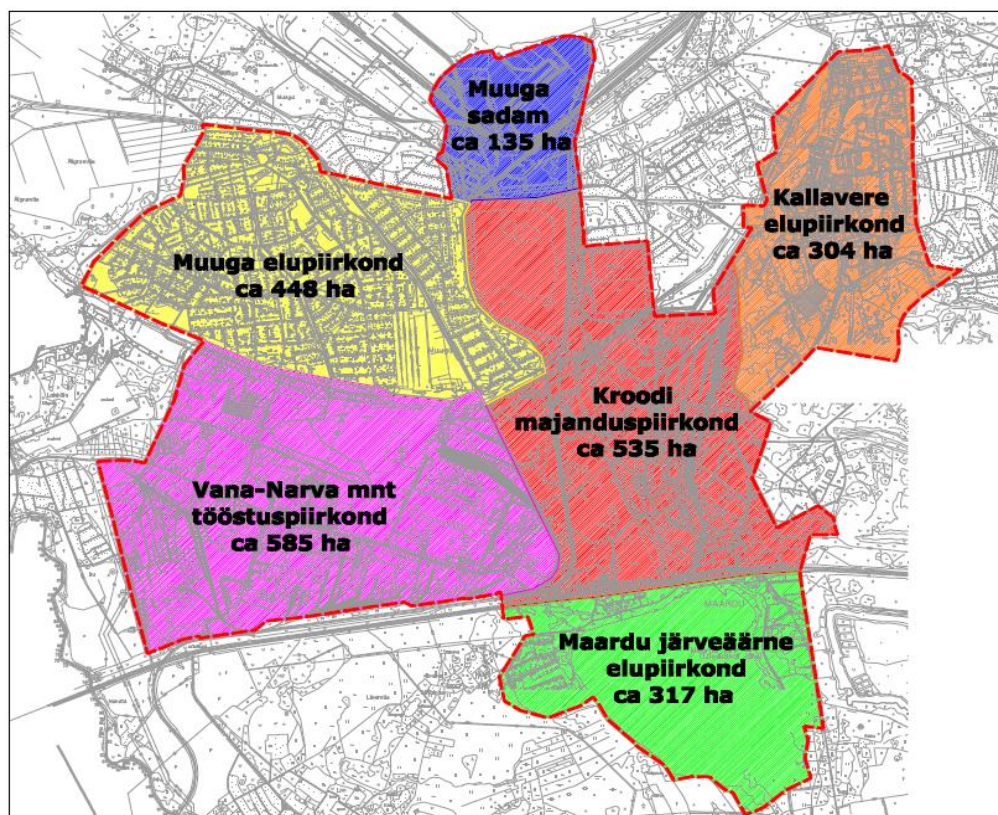 Muuga
sadam
ca 135 ha
Kallavere
elupiirkond
ca 304 ha
Muuga elupiirkond
ca 448 ha
Kroodi
majanduspiirkond
ca 535 ha
Vana-Narva mnt
tööstuspiirkond
ca 585 ha
MAARDU
Maardu järveäärne
elupiirkond
ca 317 ha